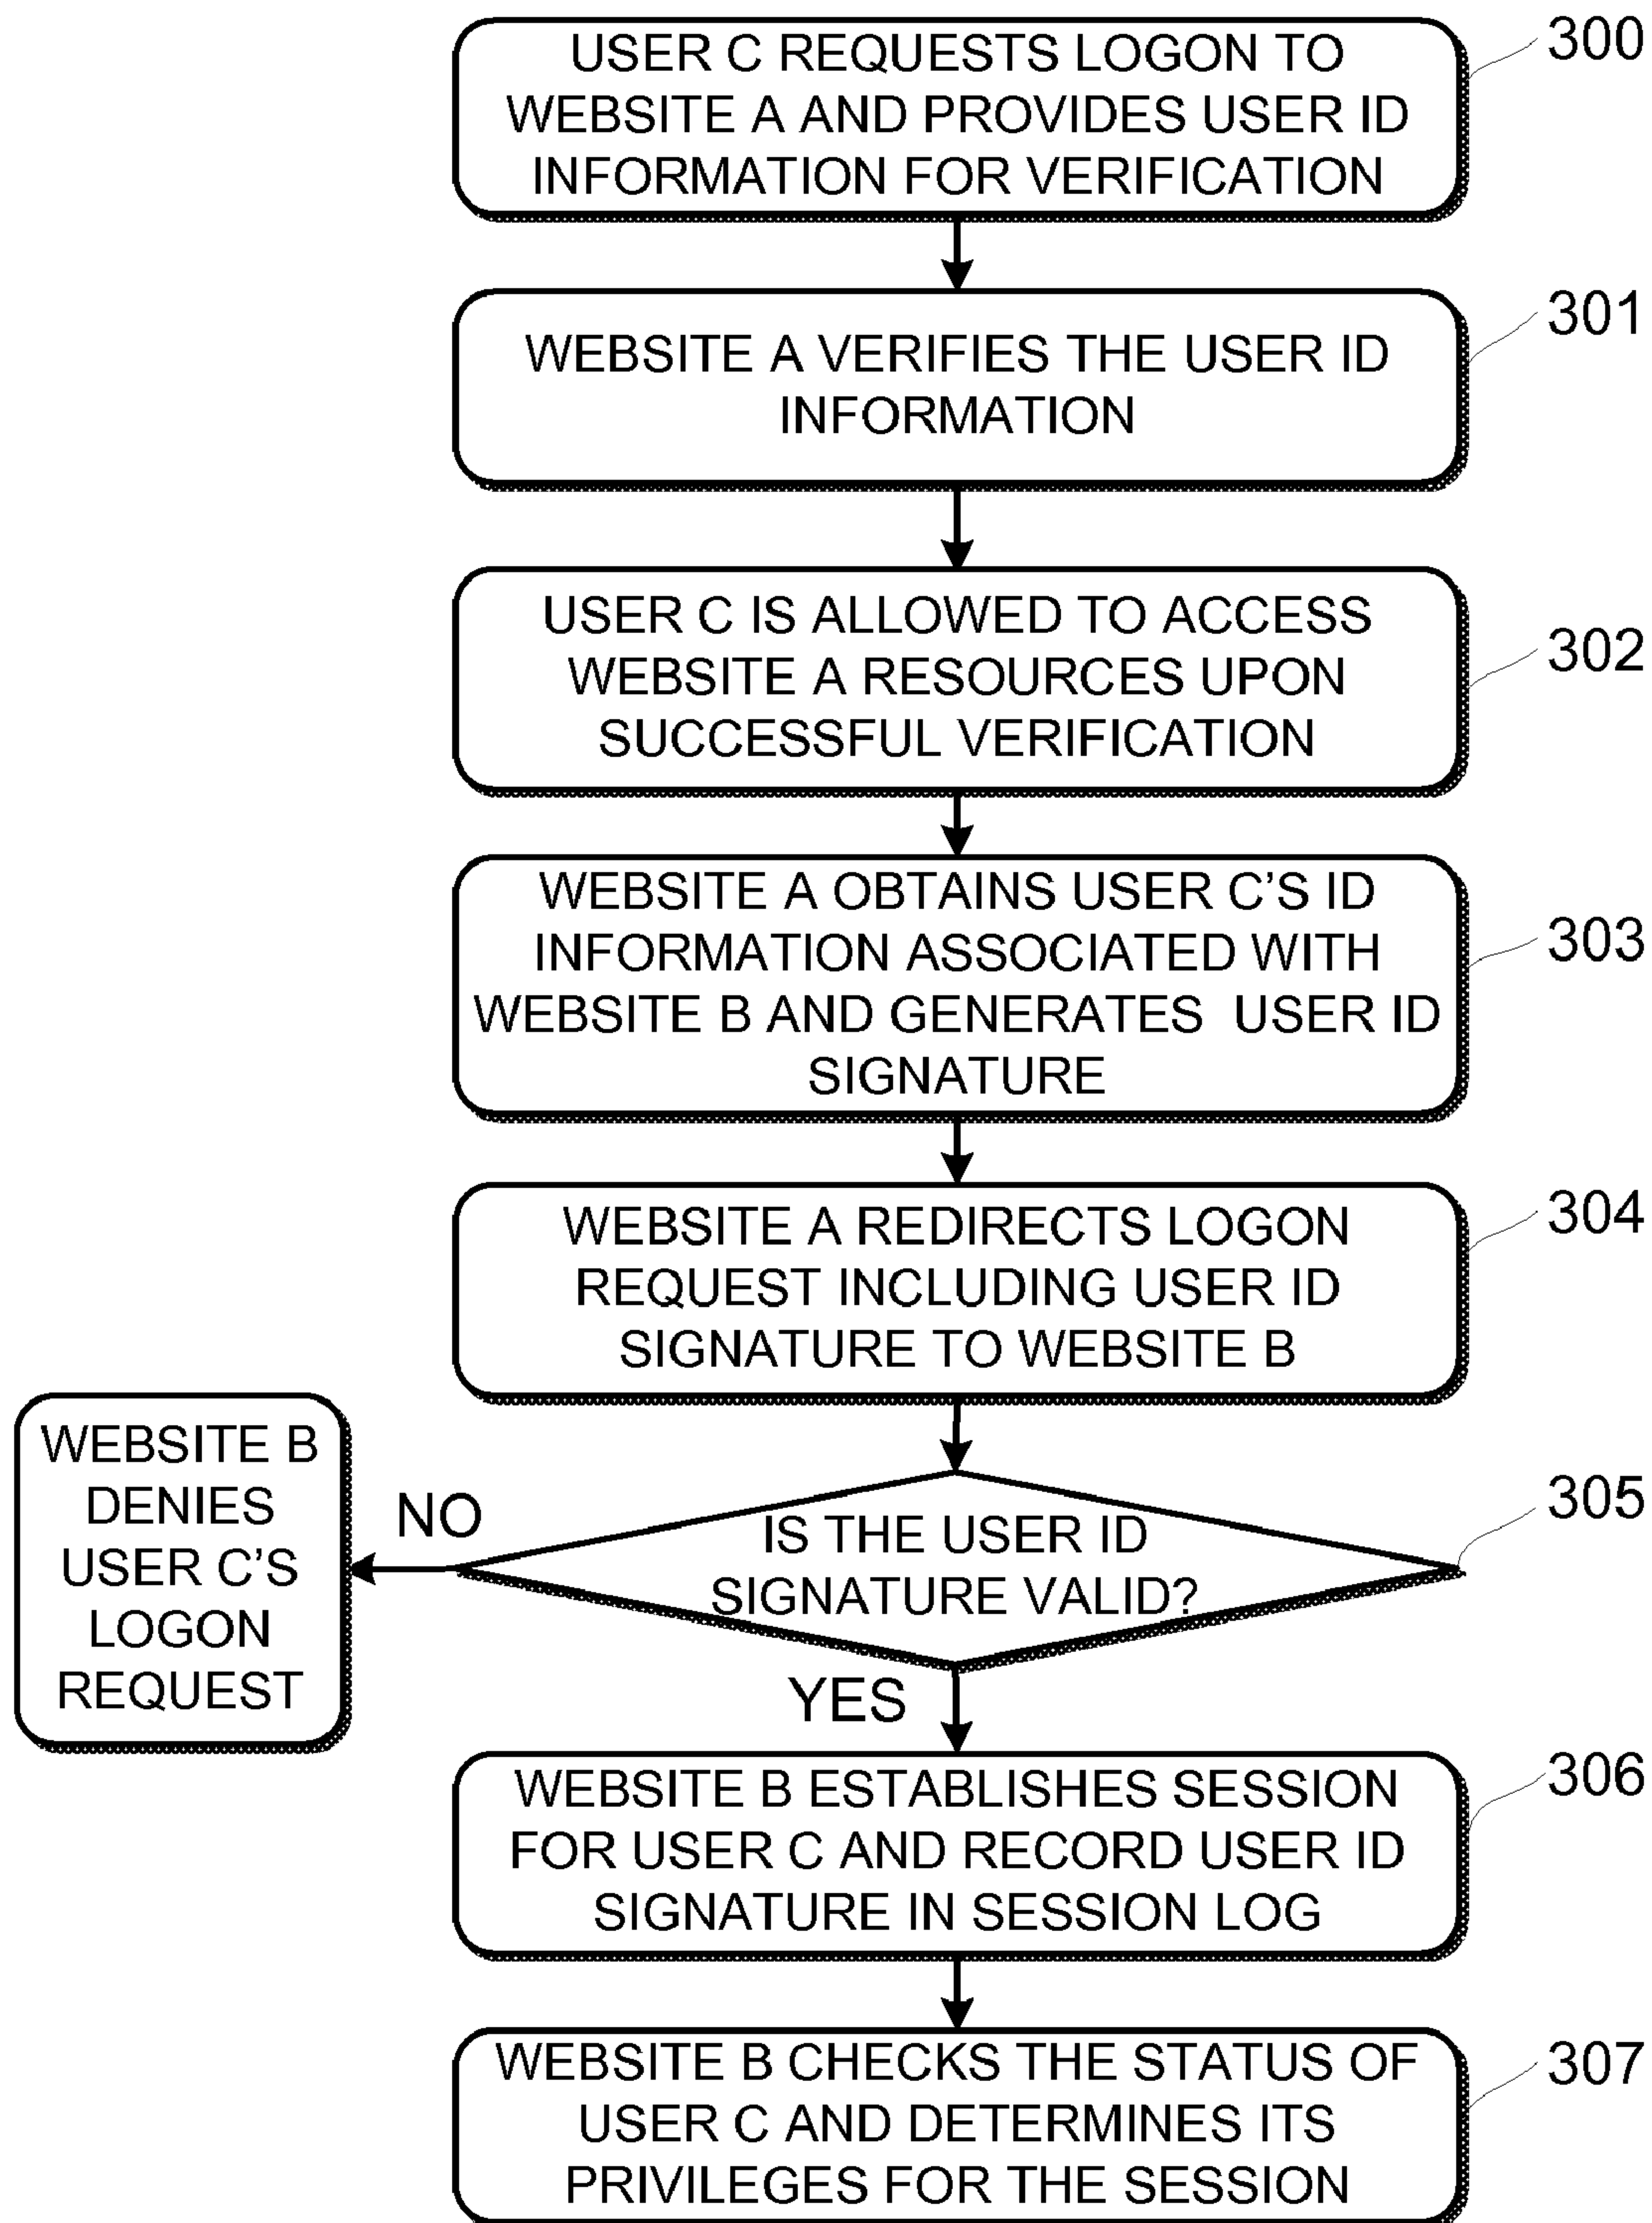 USER C REQUESTS LOGON TO
WEBSITE A AND PROVIDES USER ID
INFORMATION FOR VERIFICATION
300
WEBSITE A VERIFIES THE USER ID
INFORMATION
301
USER C IS ALLOWED TO ACCESS
WEBSITE A RESOURCES UPON
SUCCESSFUL VERIFICATION
302
WEBSITE A OBTAINS USER C'S ID
INFORMATION ASSOCIATED WITH
WEBSITE B AND GENERATES USER ID
SIGNATURE
303
WEBSITE A REDIRECTS LOGON
REQUEST INCLUDING USER ID
SIGNATURE TO WEBSITE B
304
IS THE USER ID
SIGNATURE VALID?
305
NO
WEBSITE B
DENIES
USER C'S
LOGON
REQUEST
YES
WEBSITE B ESTABLISHES SESSION
FOR USER C AND RECORD USER ID
SIGNATURE IN SESSION LOG
306
WEBSITE B CHECKS THE STATUS OF
USER C AND DETERMINES ITS
PRIVILEGES FOR THE SESSION
307